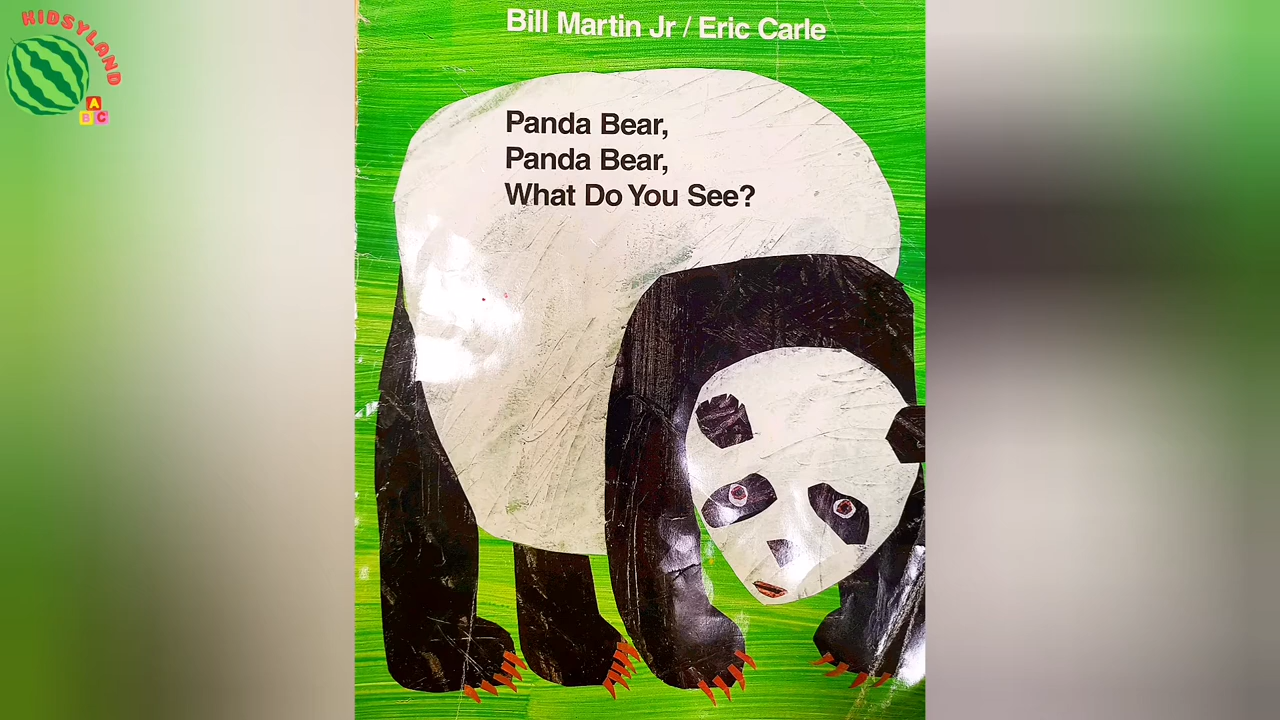 KIDSYLAND
A
B C
Bill Martin Jr / Eric Carle
Panda Bear,
Panda Bear,
What Do You See?